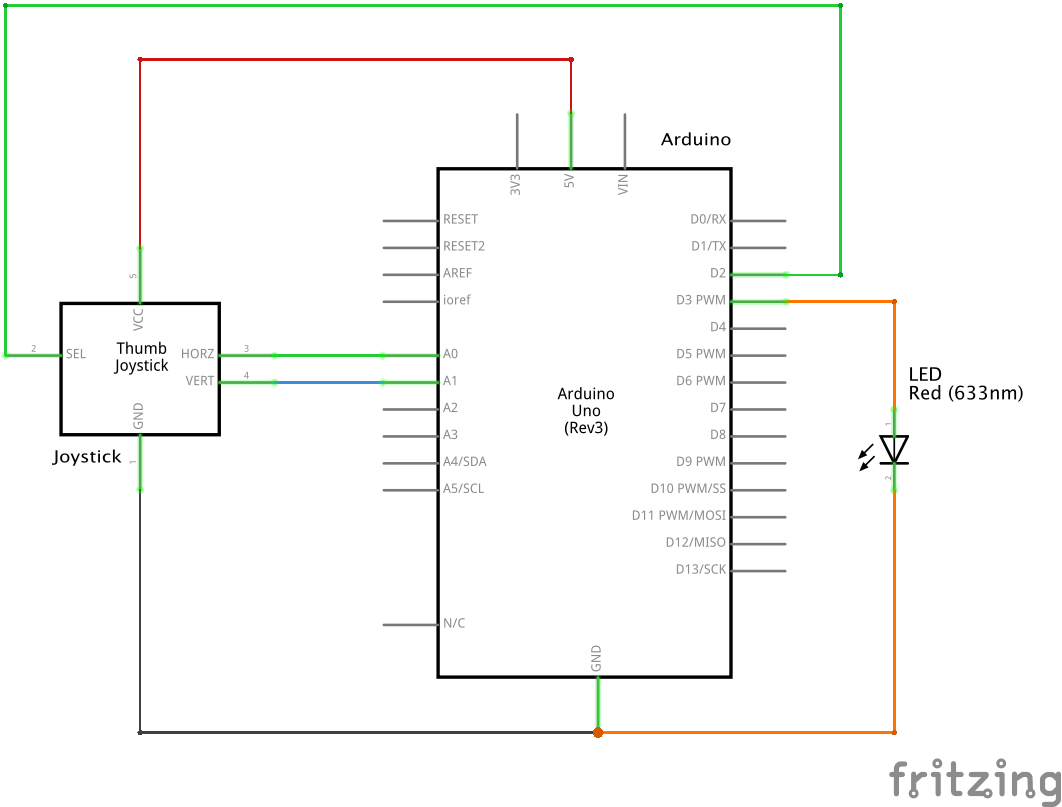 Arduino
3V3
5V
VIN
RESET
RESET2
AREF
ioref
A0
A1
A2
A3
A4/SDA
A5/SCL
N/C
D0/RX
D1/TX
D2
D3 PWM
D4
D5 PWM
D6 PWM
D7
D8
D9 PWM
D10 PWM/SS
D11 PWM/MOSI
D12/MISO
D13/SCK
GND
Arduino
Uno
(Rev3)
5
VCC
2
SEL
Thumb
Joystick
HORZ
3
VERT
4
GND
1
Joystick
LED
Red (633nm)
1
2
fritzing